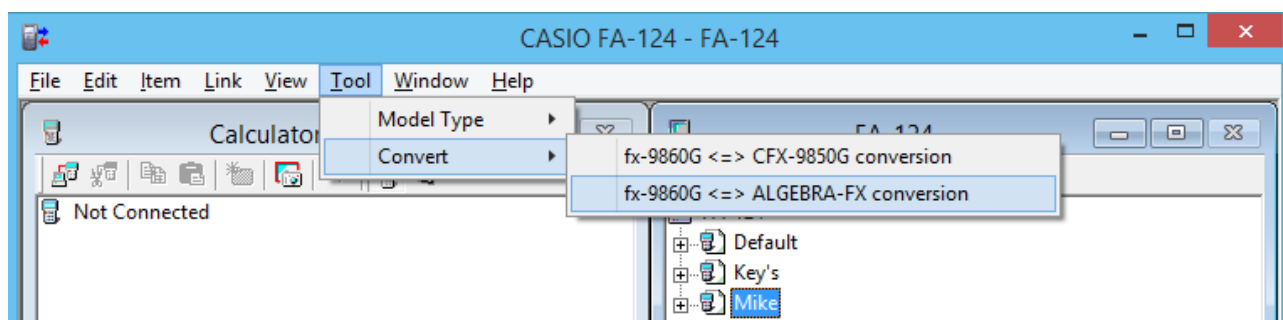 CASIO FA-124 - FA-124
File Edit Item Link View Tool Window Help
Calculator
FA-124
Model Type
Convert
fx-9860G <=> CFX-9850G conversion
fx-9860G <=> ALGEBRA-FX conversion
Not Connected
Default
Key's
Mike